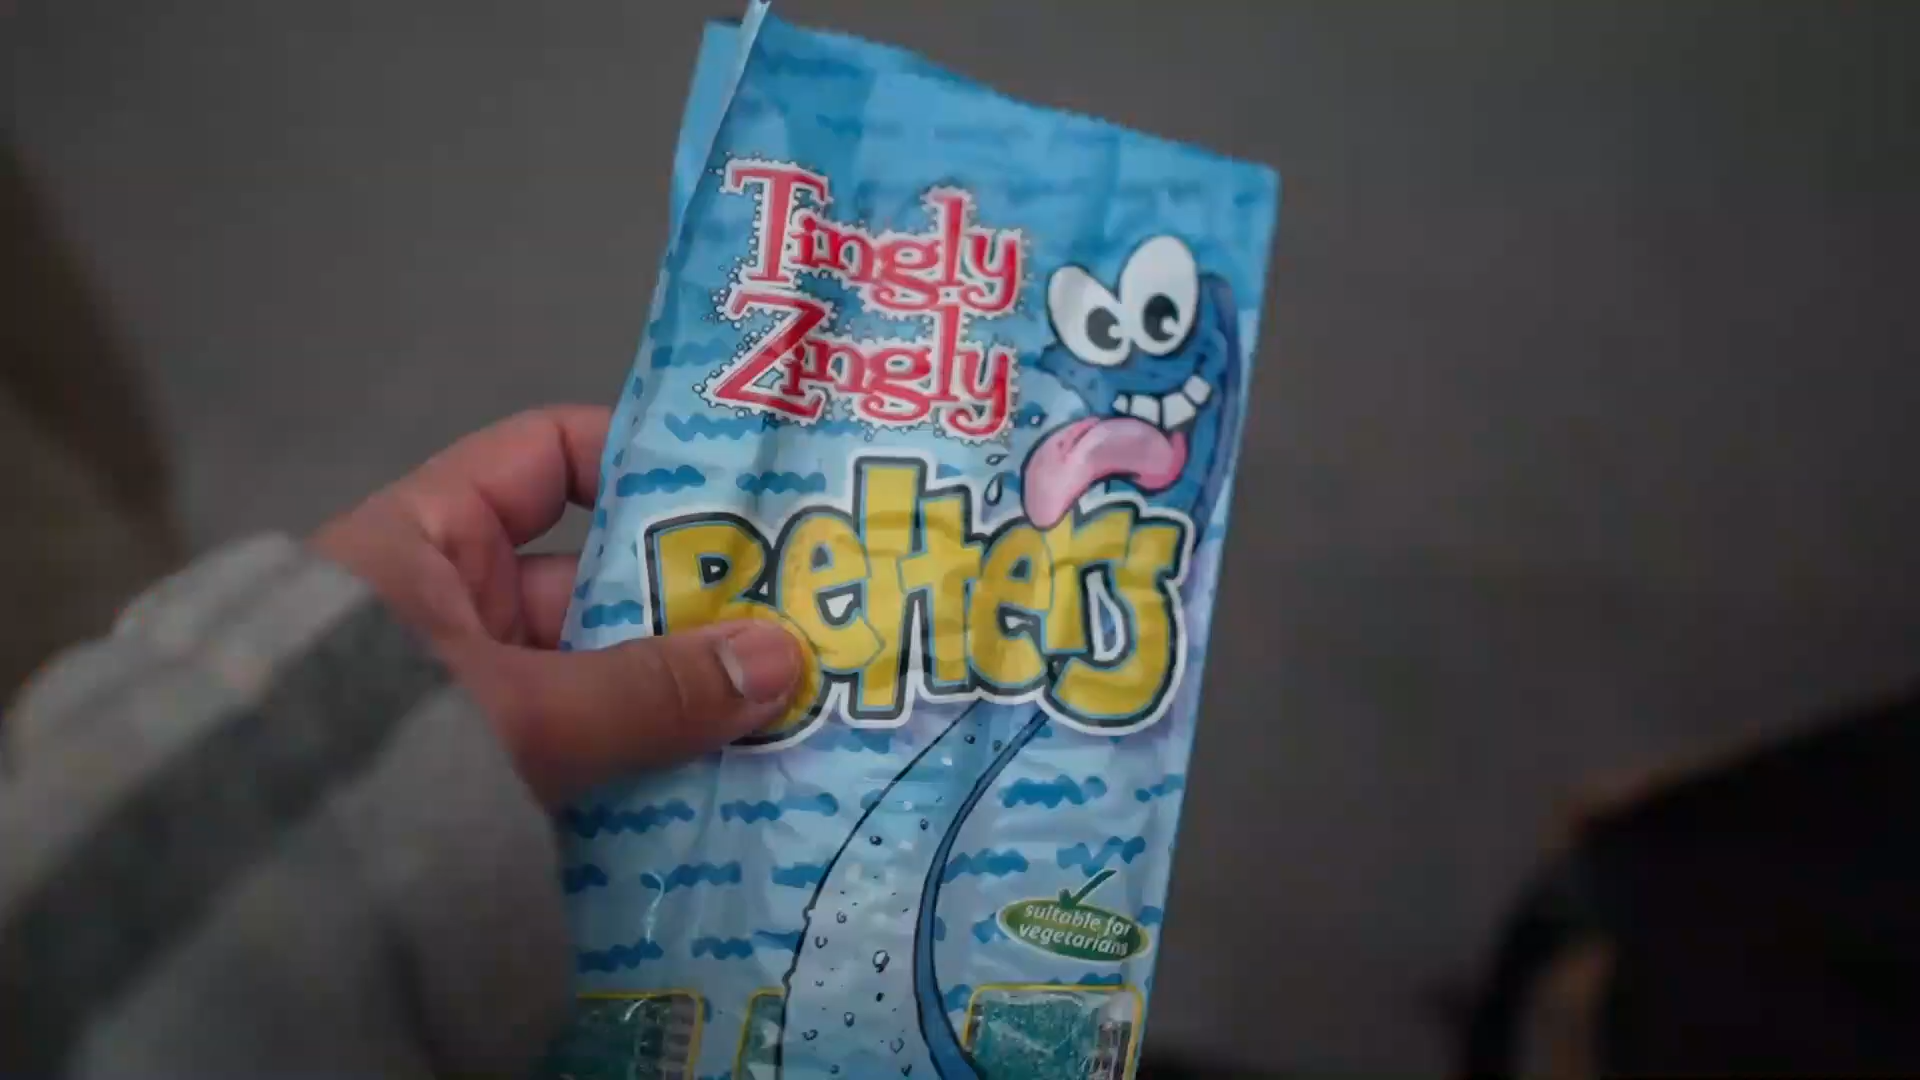 Tingly
Zingly
Belters
suitable for
vegetarians